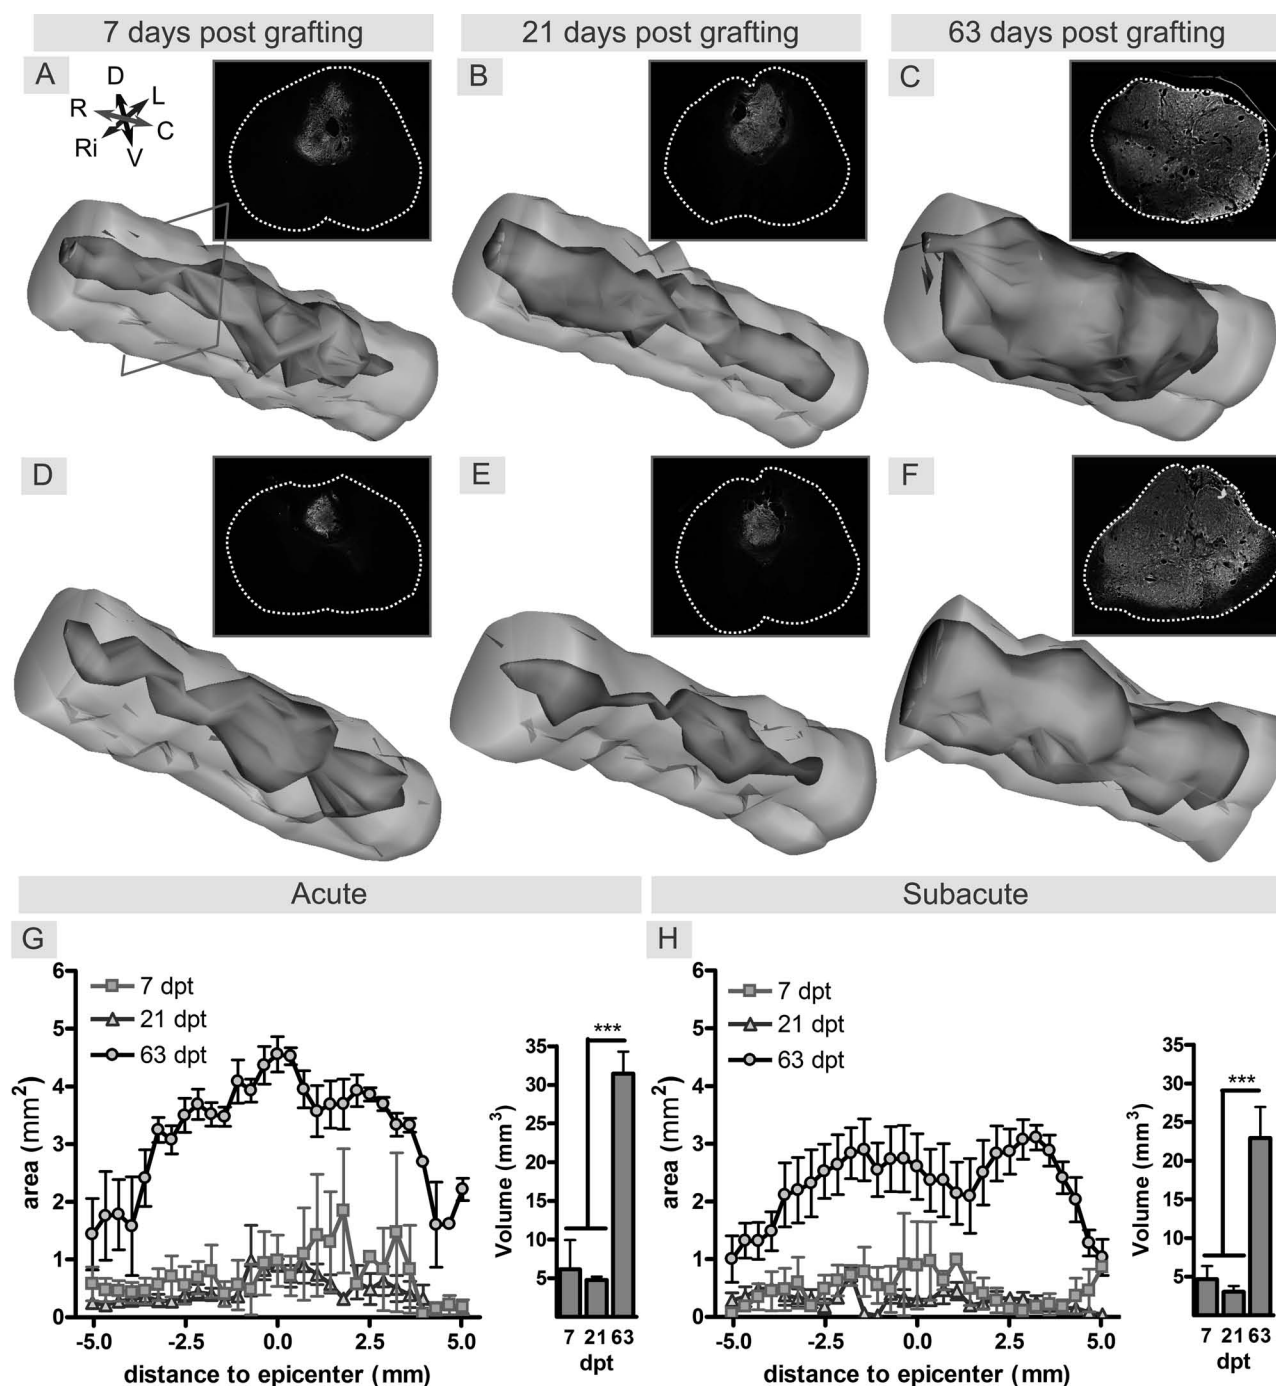 7 days post grafting
21 days post grafting
63 days post grafting
A
D
L
R
C
Ri
V
B
C
D
E
F
Acute
Subacute
G
6
5
4
3
2
1
0
area (mm²)
7 dpt
21 dpt
63 dpt
-5.0 -2.5 0.0 2.5 5.0
distance to epicenter (mm)
***
35
30
25
20
15
10
5
Volume (mm³)
7 21 63
dpt
H
6
5
4
3
2
1
0
area (mm²)
7 dpt
21 dpt
63 dpt
-5.0 -2.5 0.0 2.5 5.0
distance to epicenter (mm)
***
35
30
25
20
15
10
5
Volume (mm³)
7 21 63
dpt